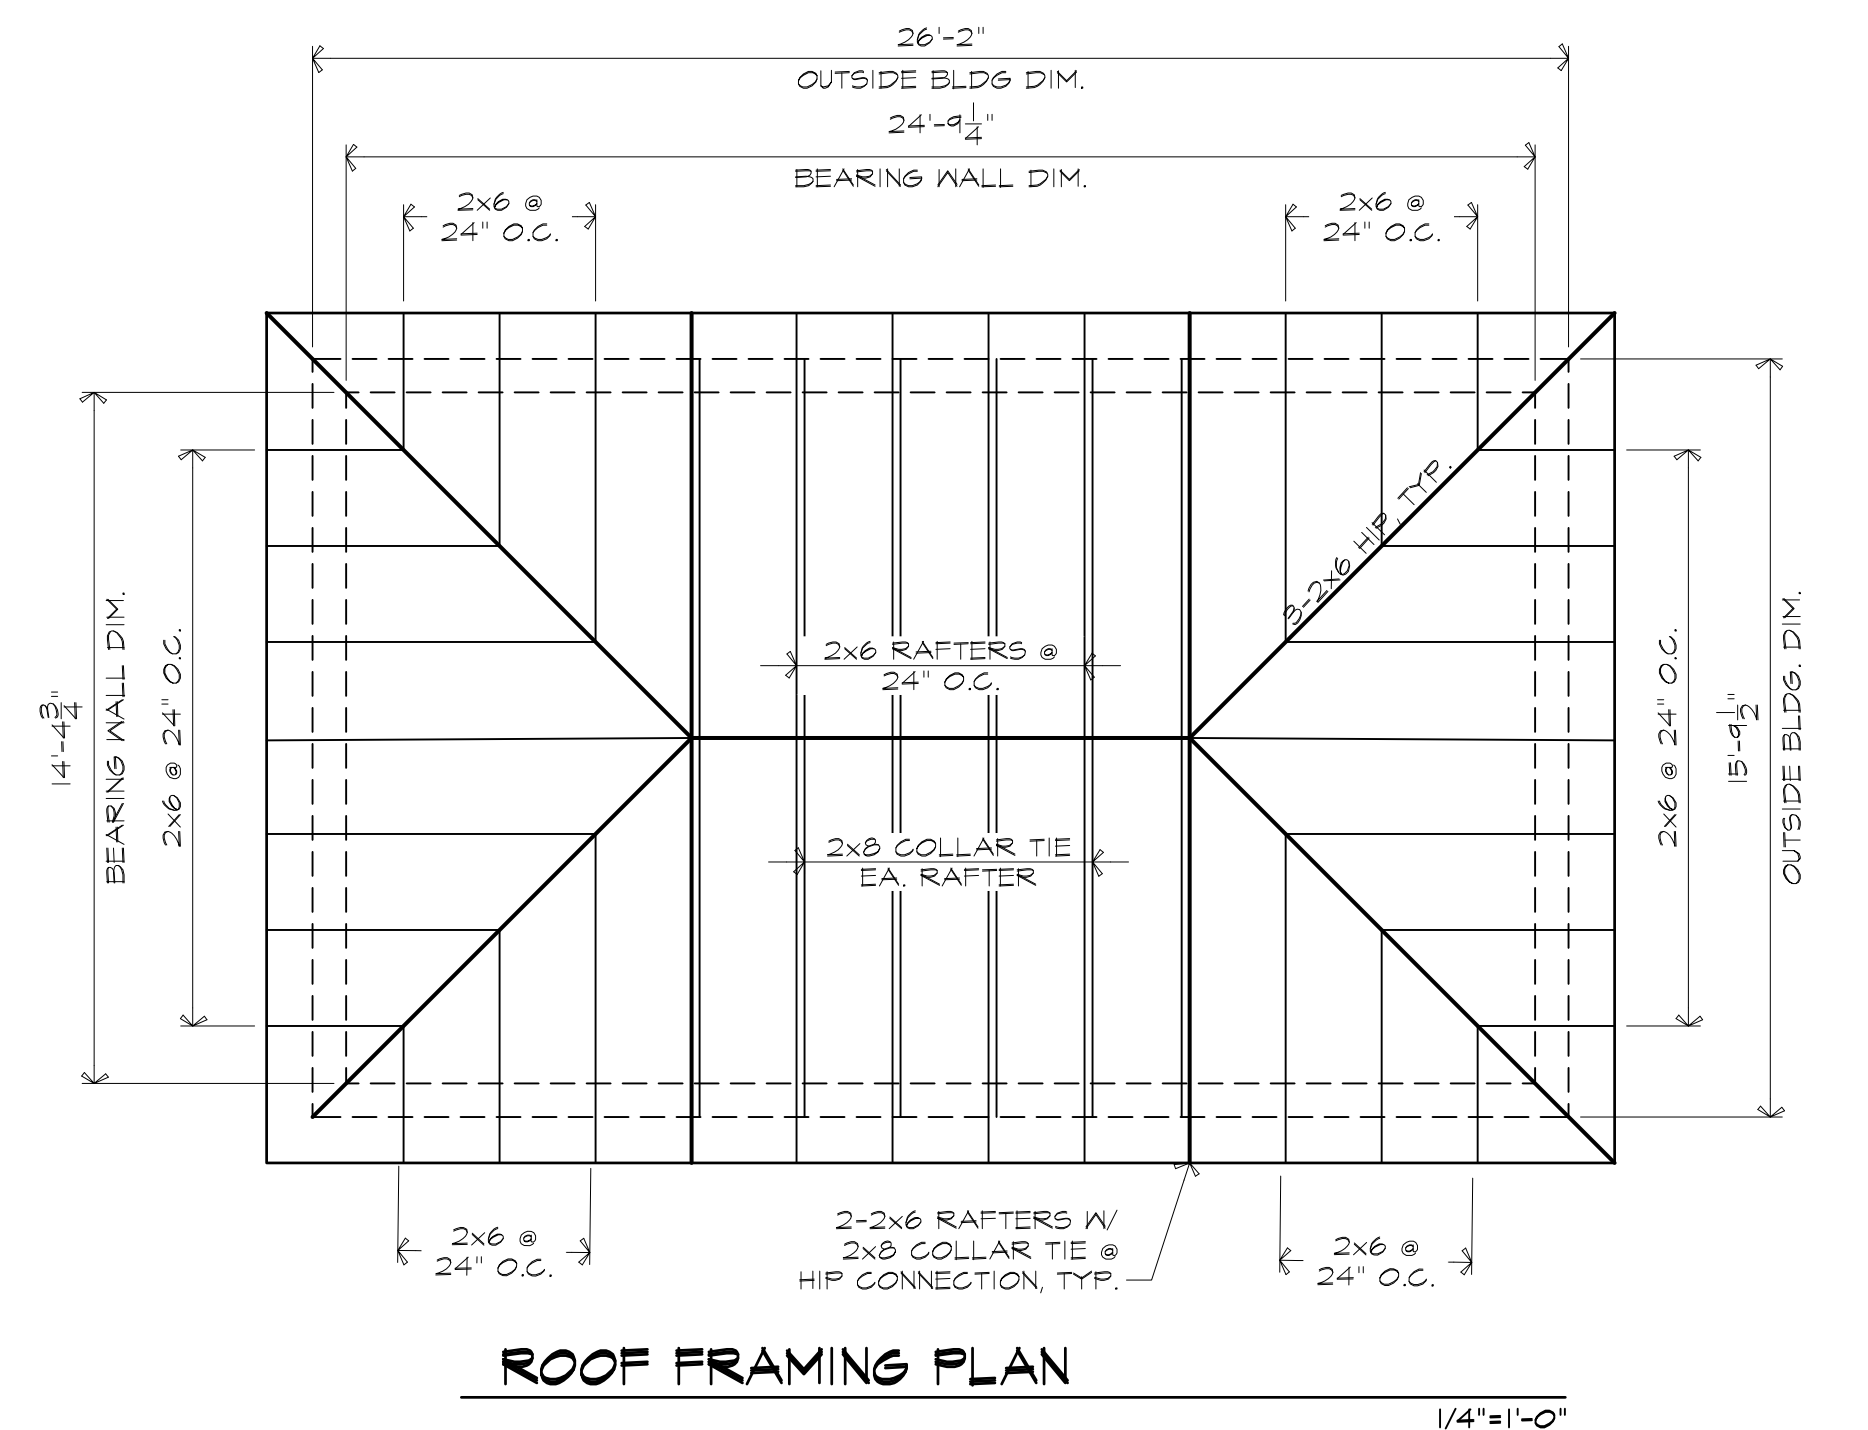 26'-2"
OUTSIDE BLDG DIM.
24'-9 1/4"
BEARING WALL DIM.
2x6 @
24" O.C.
2x6 @
24" O.C.
3-2x6 HIP, TYP.
14'-4 3/4"
BEARING WALL DIM.
2x6 @ 24" O.C.
2x6 RAFTERS @
24" O.C.
2x8 COLLAR TIE
EA. RAFTER
2x6 @ 24" O.C.
15'-9 1/2"
OUTSIDE BLDG. DIM.
2x6 @
24" O.C.
2-2x6 RAFTERS W/
2x8 COLLAR TIE @
HIP CONNECTION, TYP.
2x6 @
24" O.C.
ROOF FRAMING PLAN
1/4"=1'-0"